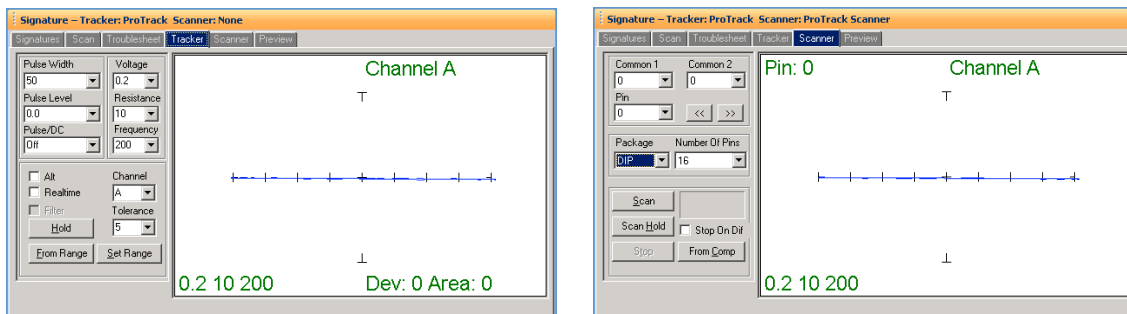 Signature – Tracker: ProTrack Scanner: None
Signatures Scan Troublesheet Tracker Scanner Preview
Pulse Width Voltage
50 0.2
Pulse Level Resistance
0.0 10
Pulse/DC Frequency
Off 200
Alt Channel
Realtime A
Filter Tolerance
Hold 5
From Range Set Range
Channel A
0.2 10 200 Dev: 0 Area: 0
Signature – Tracker: ProTrack Scanner: ProTrack Scanner
Signatures Scan Troublesheet Tracker Scanner Preview
Common 1 Common 2
0 0
Pin
0 << >>
Package Number Of Pins
DIP 16
Scan
Scan Hold Stop On Dif
Stop From Comp
Pin: 0 Channel A
0.2 10 200